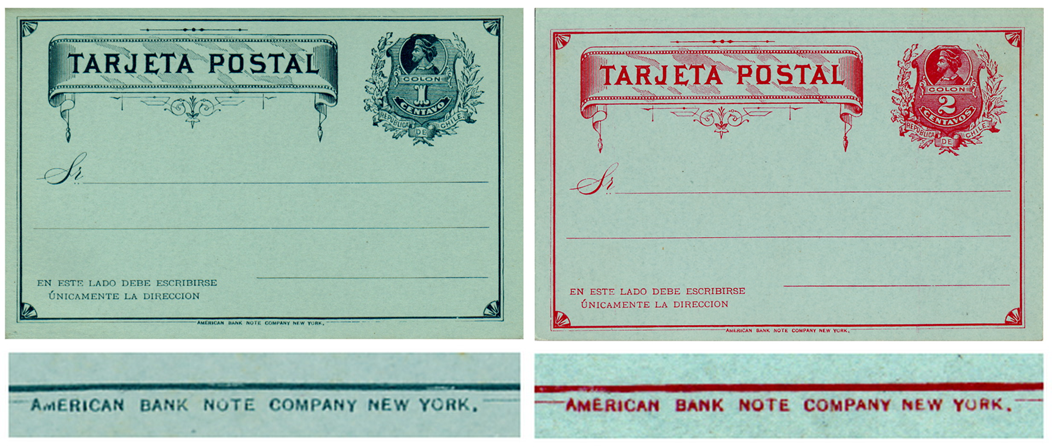 TARJETA POSTAL
COLON
1
CENTAVO
REPUBLICA DE CHILE
Sr.
EN ESTE LADO DEBE ESCRIBIRSE
ÚNICAMENTE LA DIRECCION
AMERICAN BANK NOTE COMPANY NEW YORK.
TARJETA POSTAL
COLON
2
CENTAVOS
REPUBLICA DE CHILE
Sr.
EN ESTE LADO DEBE ESCRIBIRSE
ÚNICAMENTE LA DIRECCION
AMERICAN BANK NOTE COMPANY NEW YORK.
AMERICAN BANK NOTE COMPANY NEW YORK.
AMERICAN BANK NOTE COMPANY NEW YORK.